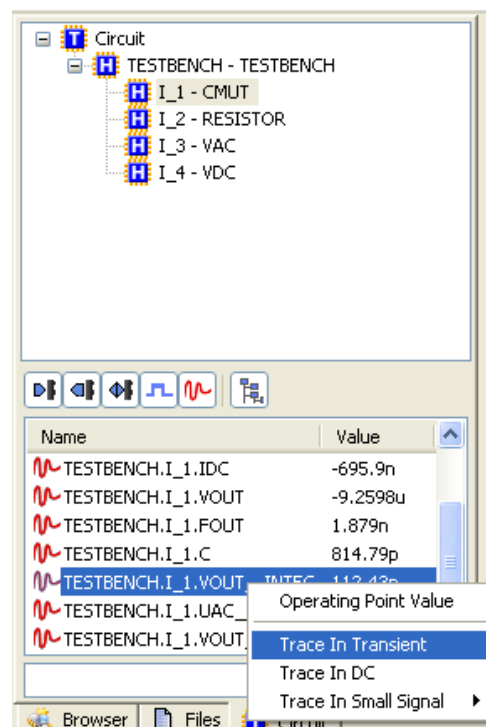 Circuit
TESTBENCH - TESTBENCH
I_1 - CMUT
I_2 - RESISTOR
I_3 - VAC
I_4 - VDC
Name Value
TESTBENCH.I_1.IDC -695.9n
TESTBENCH.I_1.VOUT -9.2598u
TESTBENCH.I_1.FOUT 1.879n
TESTBENCH.I_1.C 814.79p
TESTBENCH.I_1.VOUT_INTEG
TESTBENCH.I_1.UAC_
TESTBENCH.I_1.VOUT_
Operating Point Value
Trace In Transient
Trace In DC
Trace In Small Signal
Browser Files